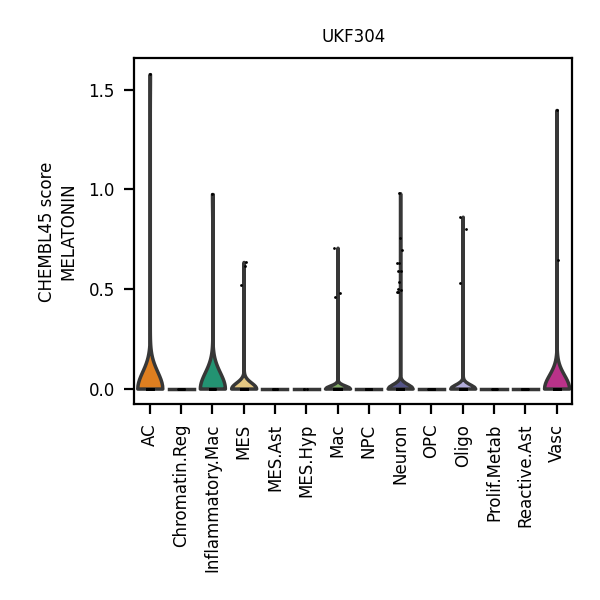 UKF304
CHEMBL45 score
MELATONIN
1.5
1.0
0.5
0.0
AC
Chromatin.Reg
Inflammatory.Mac
MES
MES.Ast
MES.Hyp
Mac
NPC
Neuron
OPC
Oligo
Prolif.Metab
Reactive.Ast
Vasc